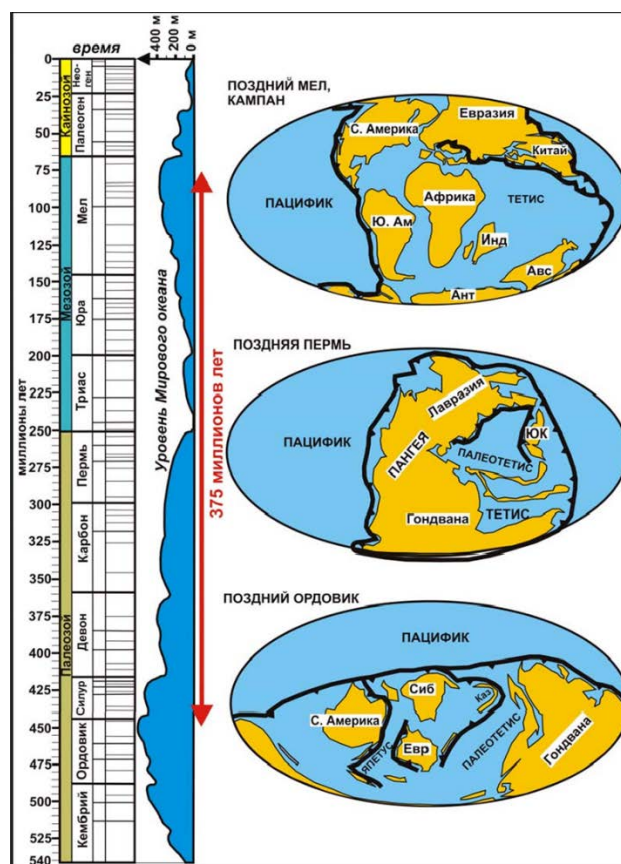 время
400 м
200 м
0 м
миллионы лет
0
25
50
75
100
125
150
175
200
225
250
275
300
325
350
375
400
425
450
475
500
525
540
Кайнозой
Мезозой
Палеозой
Нео-
ген
Палеоген
Мел
Юра
Триас
Пермь
Карбон
Девон
Силур
Ордовик
Кембрий
Уровень Мирового океана
375 миллионов лет
ПОЗДНИЙ МЕЛ,
КАМПАН
С. Америка
Евразия
Китай
ПАЦИФИК
Африка
ТЕТИС
Ю. Ам
Инд
Авс
Ант
ПОЗДНЯЯ ПЕРМЬ
Лавразия
ПАЦИФИК
ПАНГЕЯ
ЮК
ПАЛЕОТЕТИС
Гондвана
ТЕТИС
ПОЗДНИЙ ОРДОВИК
ПАЦИФИК
Сиб
Каз
С. Америка
Евр
ЯПЕТУС
ПАЛЕОТЕТИС
Гондвана